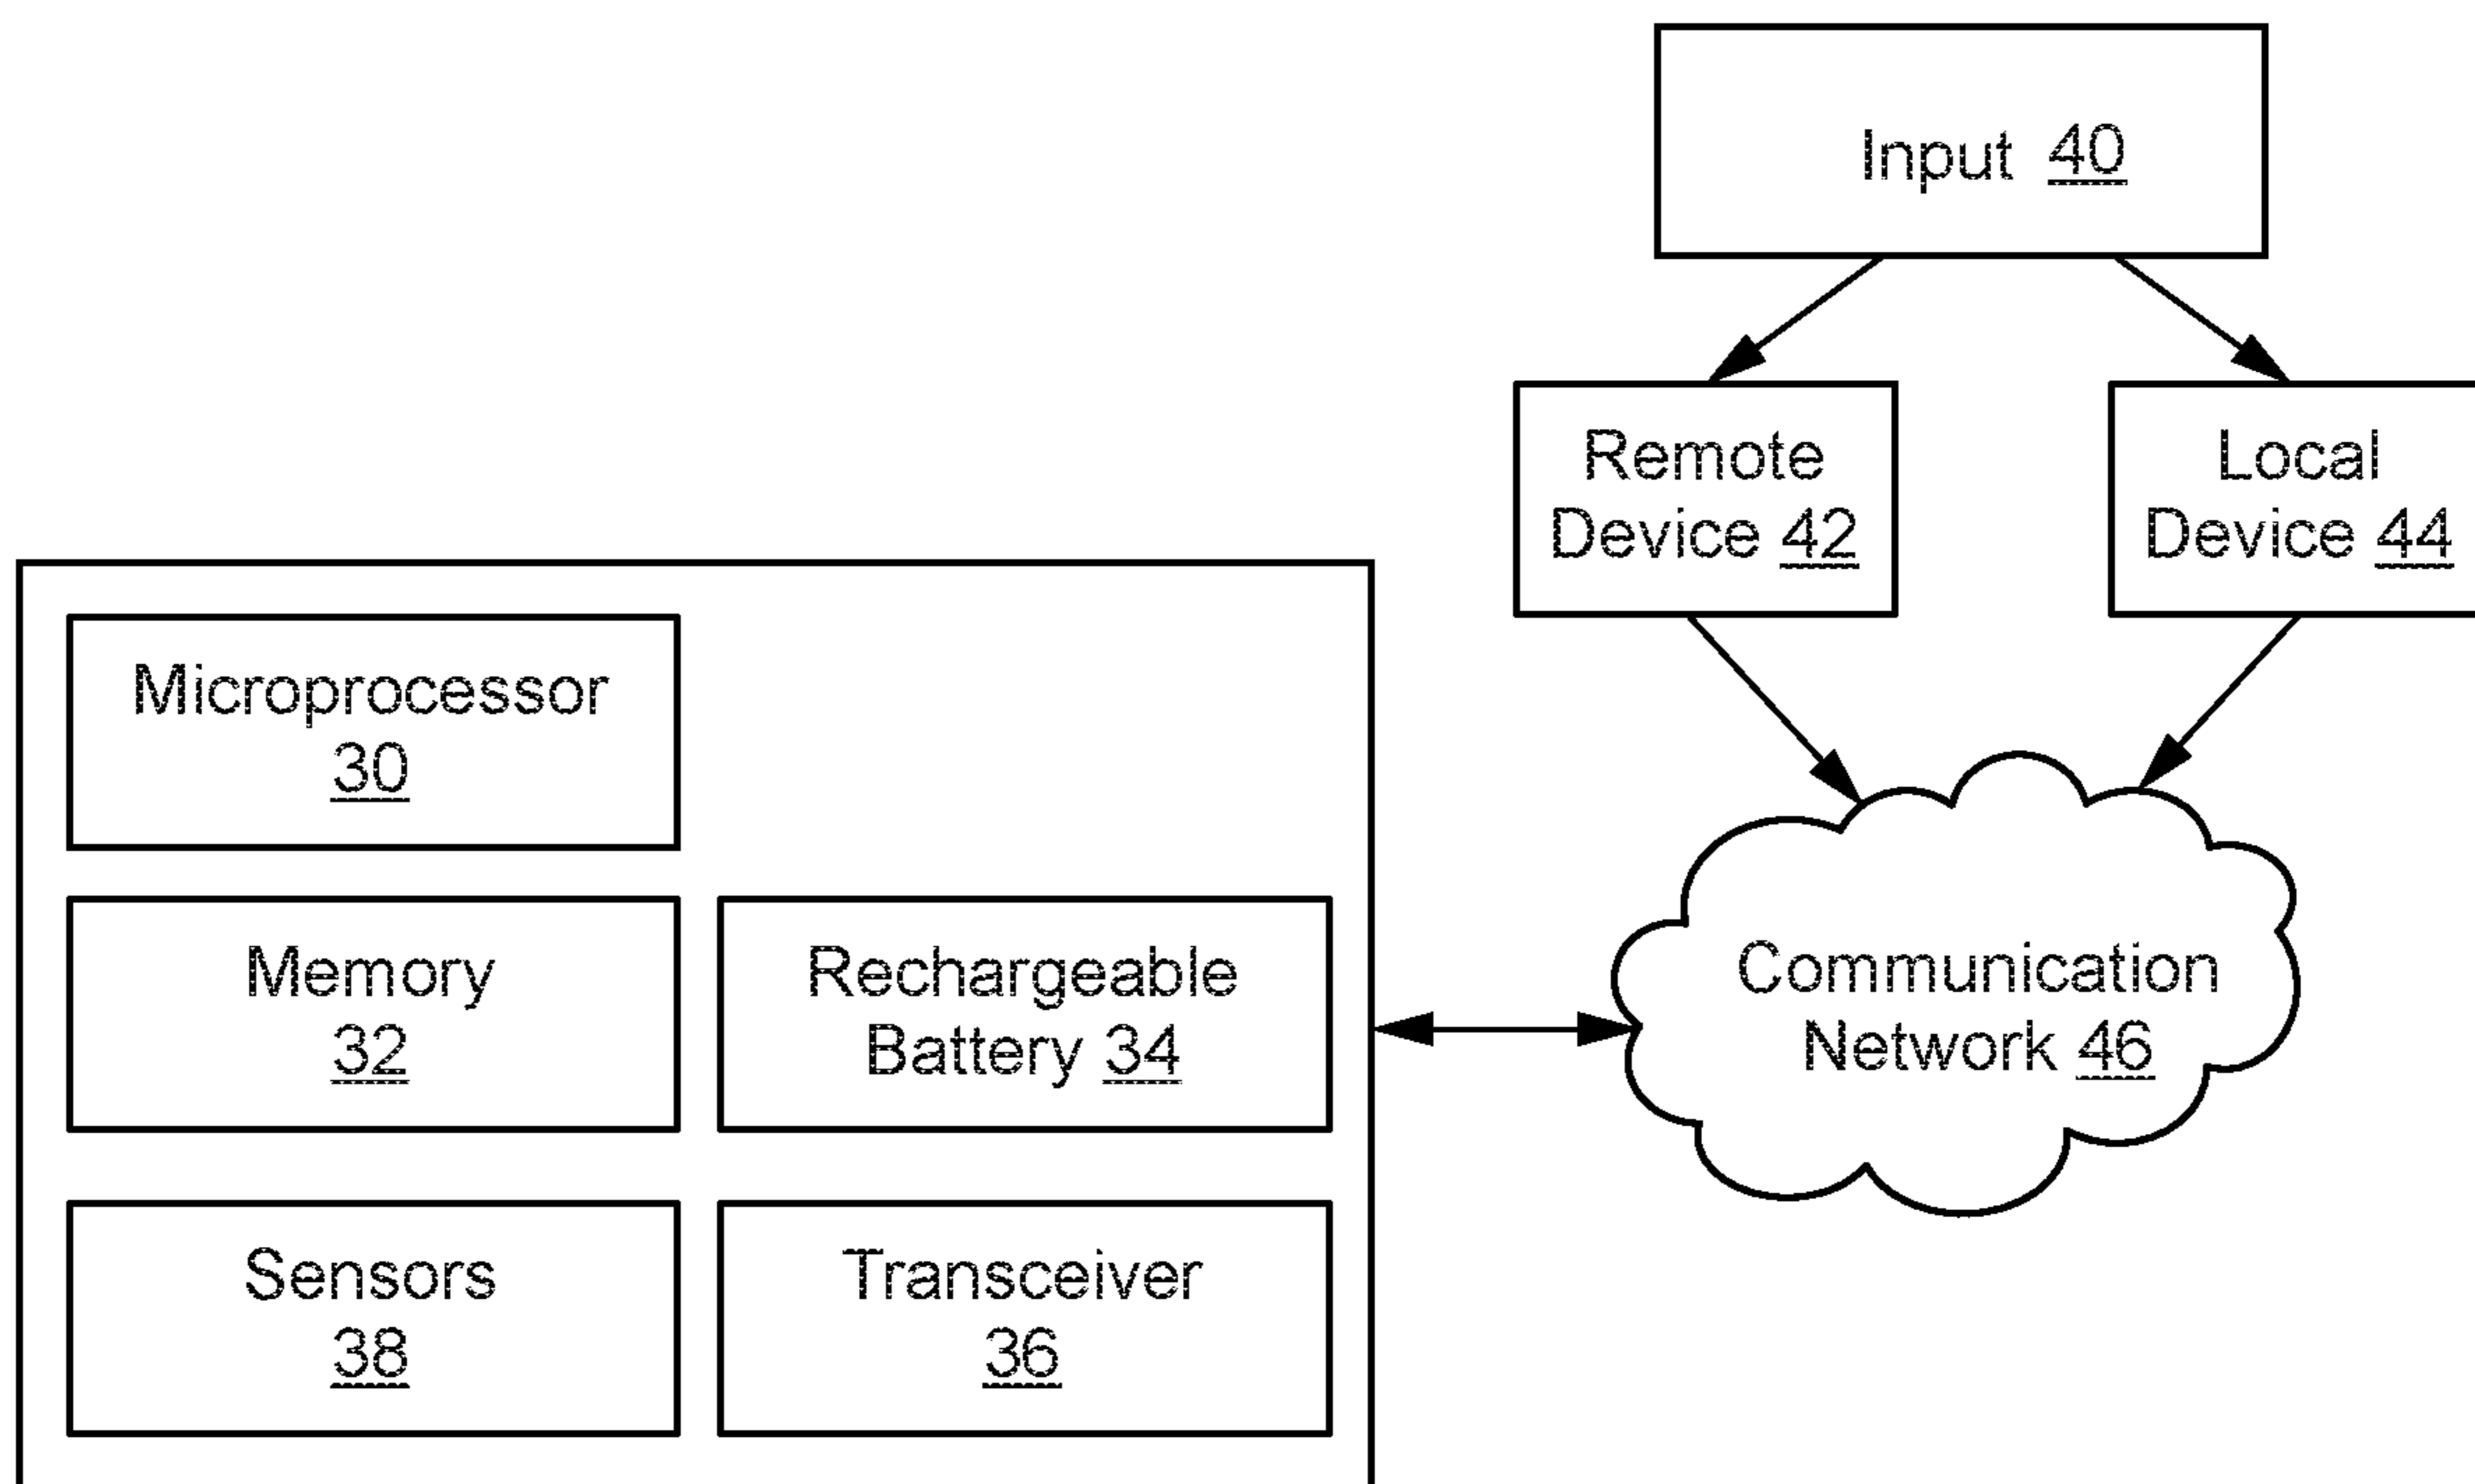 Input 40
Remote
Device 42
Local
Device 44
Microprocessor
30
Memory
32
Rechargeable
Battery 34
Communication
Network 46
Sensors
38
Transceiver
36